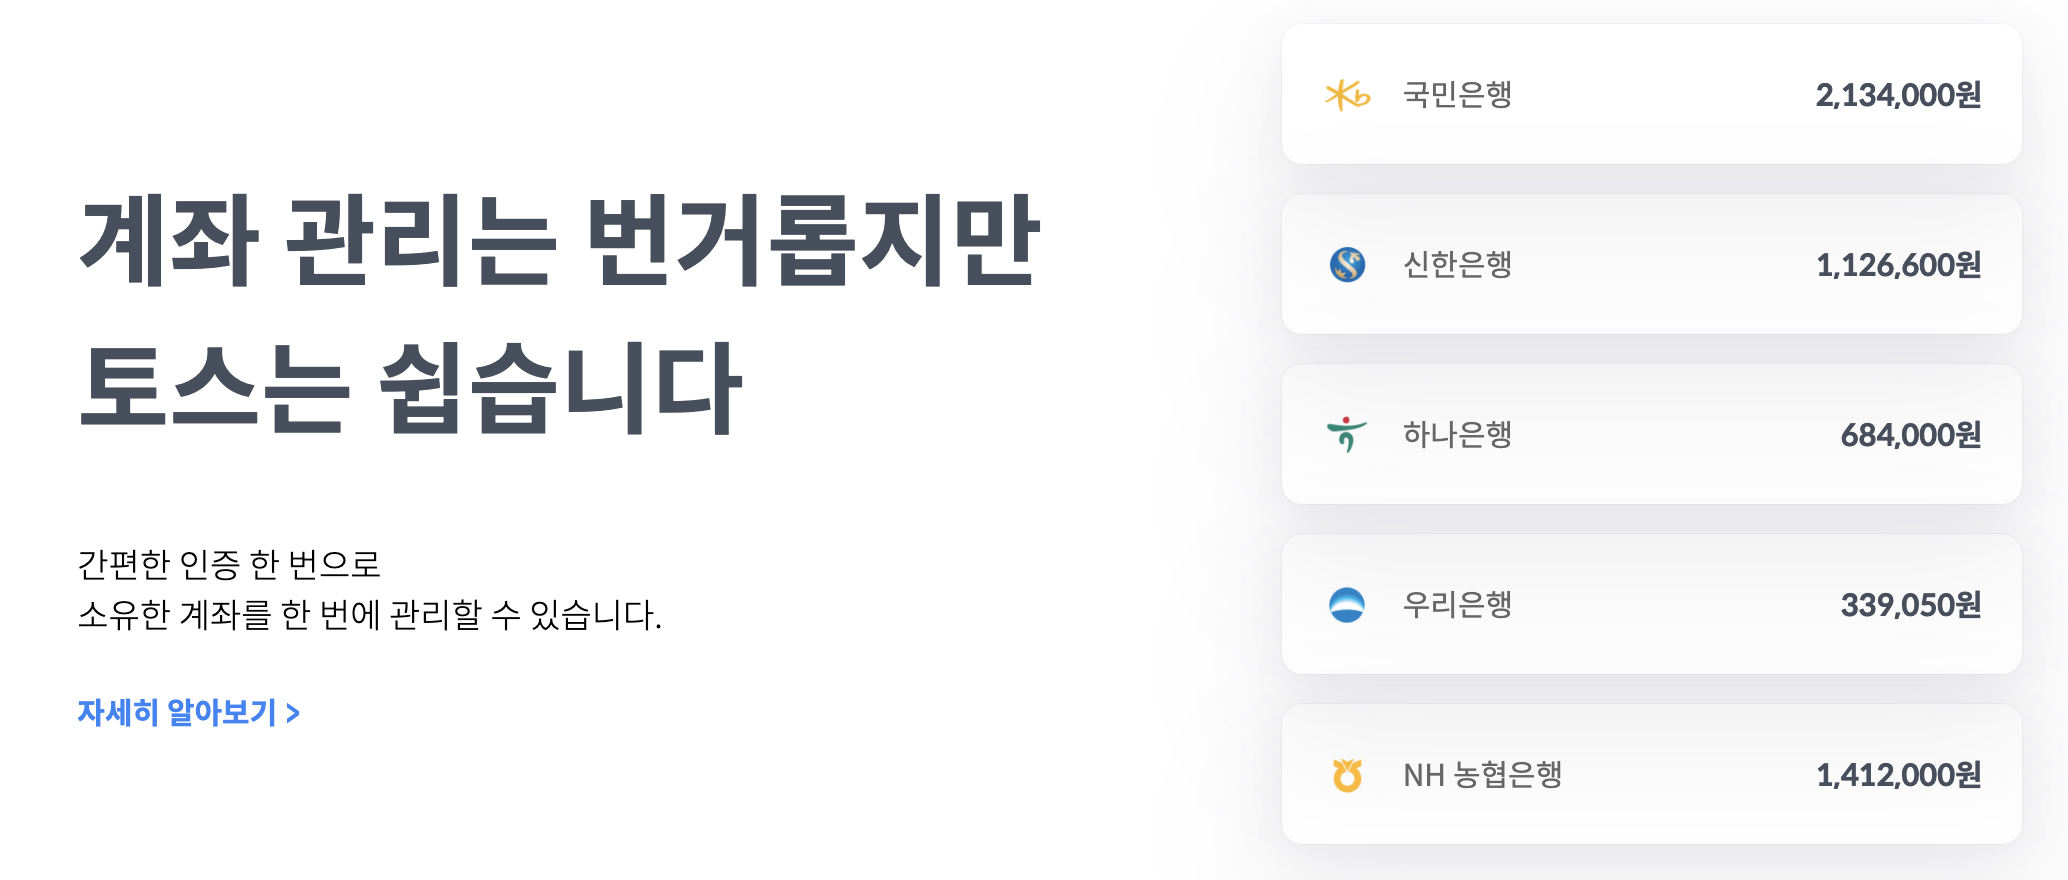 계좌 관리는 번거롭지만
토스는 쉽습니다
간편한 인증 한 번으로
소유한 계좌를 한 번에 관리할 수 있습니다.
자세히 알아보기 >
국민은행 2,134,000원
신한은행 1,126,600원
하나은행 684,000원
우리은행 339,050원
NH 농협은행 1,412,000원